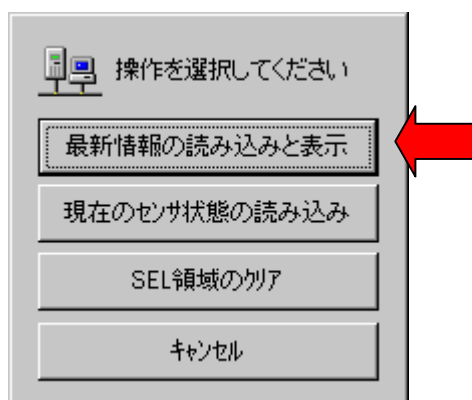 操作を選択してください
最新情報の読み込みと表示
現在のセンサ状態の読み込み
SEL領域のクリア
キャンセル